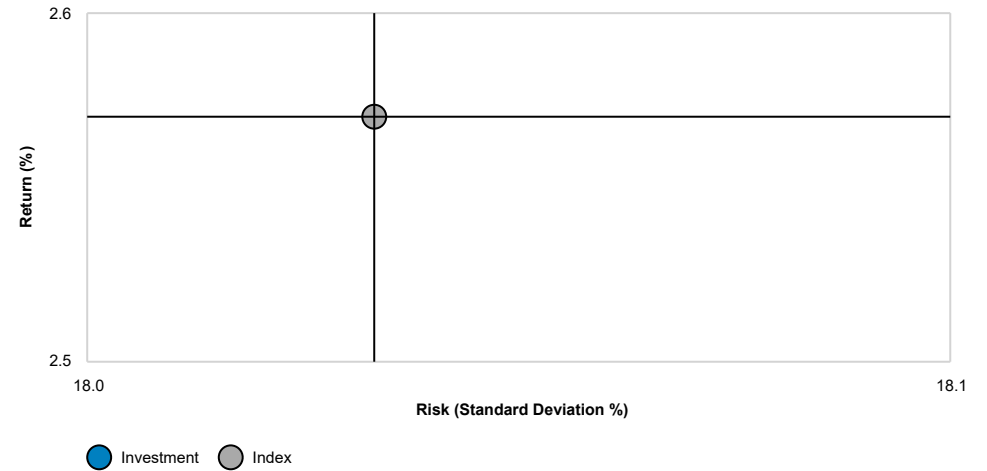 2.6
Return (%)
2.5
18.0
18.1
Risk (Standard Deviation %)
Investment
Index